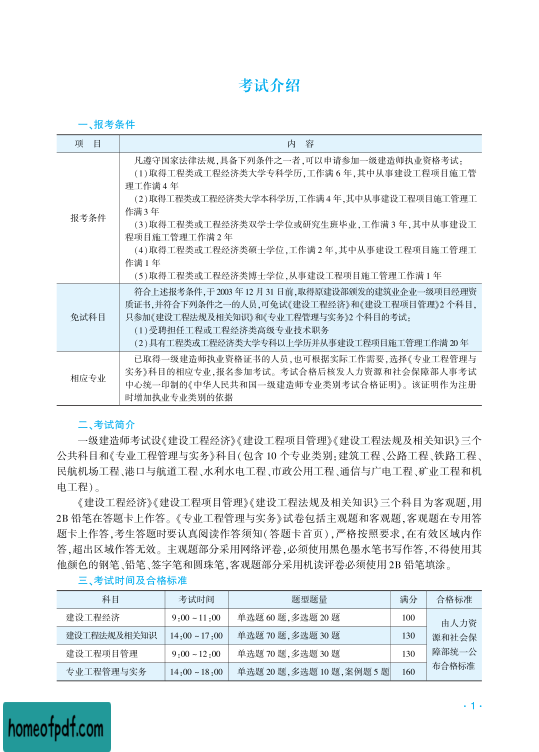 考试介绍
一、报考条件
项 目 内 容
报考条件
凡遵守国家法律法规,具备下列条件之一者,可以申请参加一级建造师执业资格考试:
(1)取得工程类或工程经济类大学专科学历,工作满 6 年,其中从事建设工程项目施工管
理工作满 4 年
(2)取得工程类或工程经济类大学本科学历,工作满 4 年,其中从事建设工程项目施工管理工
作满 3 年
(3)取得工程类或工程经济类双学士学位或研究生班毕业,工作满 3 年,其中从事建设工
程项目施工管理工作满 2 年
(4)取得工程类或工程经济类硕士学位,工作满 2 年,其中从事建设工程项目施工管理工
作满 1 年
(5)取得工程类或工程经济类博士学位,从事建设工程项目施工管理工作满 1 年
免试科目
符合上述报考条件,于 2003 年 12 月 31 日前,取得原建设部颁发的建筑业企业一级项目经理资
质证书,并符合下列条件之一的人员,可免试《建设工程经济》和《建设工程项目管理》2 个科目,
只参加《建设工程法规及相关知识》和《专业工程管理与实务》2 个科目的考试:
(1)受聘担任工程或工程经济类高级专业技术职务
(2)具有工程类或工程经济类大学专科以上学历并从事建设项目施工管理工作满 20 年
相应专业
已取得一级建造师执业资格证书的人员,也可根据实际工作需要,选择《专业工程管理与
实务》科目的相应专业,报名参加考试。考试合格后核发人力资源和社会保障部人事考试
中心统一印制的《中华人民共和国一级建造师专业类别考试合格证明》。该证明作为注册
时增加执业专业类别的依据
二、考试简介
一级建造师考试设《建设工程经济》《建设工程项目管理》《建设工程法规及相关知识》三个
公共科目和《专业工程管理与实务》科目(包含 10 个专业类别:建筑工程、公路工程、铁路工程、
民航机场工程、港口与航道工程、水利水电工程、市政公用工程、通信与广电工程、矿业工程和机
电工程)。
《建设工程经济》《建设工程项目管理》《建设工程法规及相关知识》三个科目为客观题,用
2B 铅笔在答题卡上作答。《专业工程管理与实务》试卷包括主观题和客观题,客观题在专用答
题卡上作答,考生答题时要认真阅读作答须知(答题卡首页),严格按照要求,在有效区域内作
答,超出区域作答无效。主观题部分采用网络评卷,必须使用黑色墨水笔书写作答,不得使用其
他颜色的钢笔、铅笔、签字笔和圆珠笔,客观题部分采用机读评卷必须使用 2B 铅笔填涂。
三、考试时间及合格标准
科目 考试时间 题型题量 满分 合格标准
建设工程经济 9:00～11:00 单选题 60 题,多选题 20 题 100
建设工程法规及相关知识 14:00～17:00 单选题 70 题,多选题 30 题 130
建设工程项目管理 9:00～12:00 单选题 70 题,多选题 30 题 130
专业工程管理与实务 14:00～18:00 单选题 20 题,多选题 10 题,案例题 5 题 160
由人力资
源和社会保
障部统一公
布合格标准
·1·
homeofpdf.com